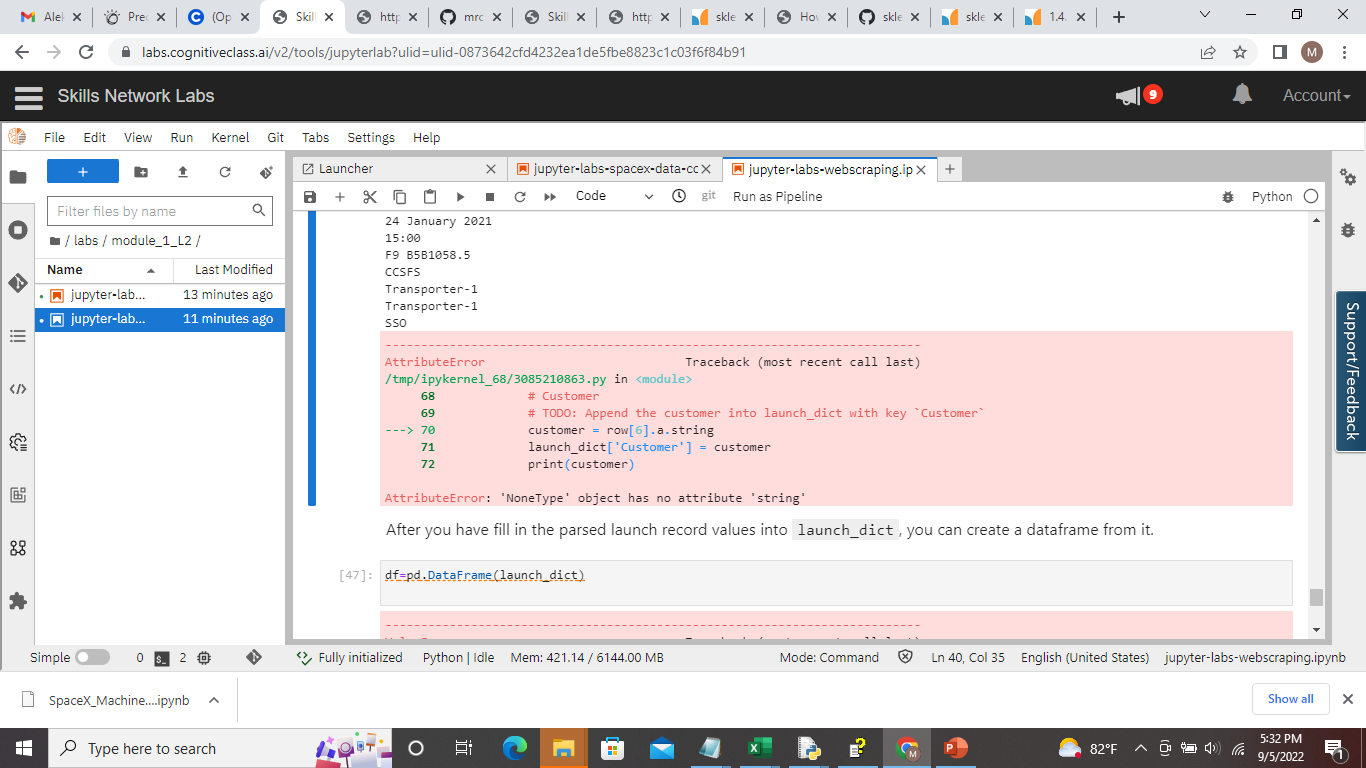 Alek
Prec
(Op
Skil
http
mrc
Skill
http
skle
Hov
skle
skle
1.4.
labs.cognitiveclass.ai/v2/tools/jupyterlab?ulid=ulid-0873642cfd4232ea1de5fbe8823c1c03f6f84b91
M
Skills Network Labs
9
Account
File Edit View Run Kernel Git Tabs Settings Help
Launcher
jupyter-labs-spacex-data-cc
jupyter-labs-webscraping.ip
Code
git
Run as Pipeline
Python
Filter files by name
/ labs / module_1_L2 /
Name Last Modified
jupyter-lab... 13 minutes ago
jupyter-lab... 11 minutes ago
24 January 2021
15:00
F9 B5B1058.5
CCSFS
Transporter-1
Transporter-1
SSO
---------------------------------------------------------------------------
AttributeError Traceback (most recent call last)
/tmp/ipykernel_68/3085210863.py in <module>
68 # Customer
69 # TODO: Append the customer into launch_dict with key `Customer`
---> 70 customer = row[6].a.string
71 launch_dict['Customer'] = customer
72 print(customer)
AttributeError: 'NoneType' object has no attribute 'string'
After you have fill in the parsed launch record values into launch_dict, you can create a dataframe from it.
[47]: df=pd.DataFrame(launch_dict)
---------------------------------------------------------------------------
Support/Feedback
Simple 0 2 Fully initialized Python | Idle Mem: 421.14 / 6144.00 MB Mode: Command Ln 40, Col 35 English (United States) jupyter-labs-webscraping.ipynb
SpaceX_Machine....ipynb
Show all
Type here to search
82°F
5:32 PM
9/5/2022
1